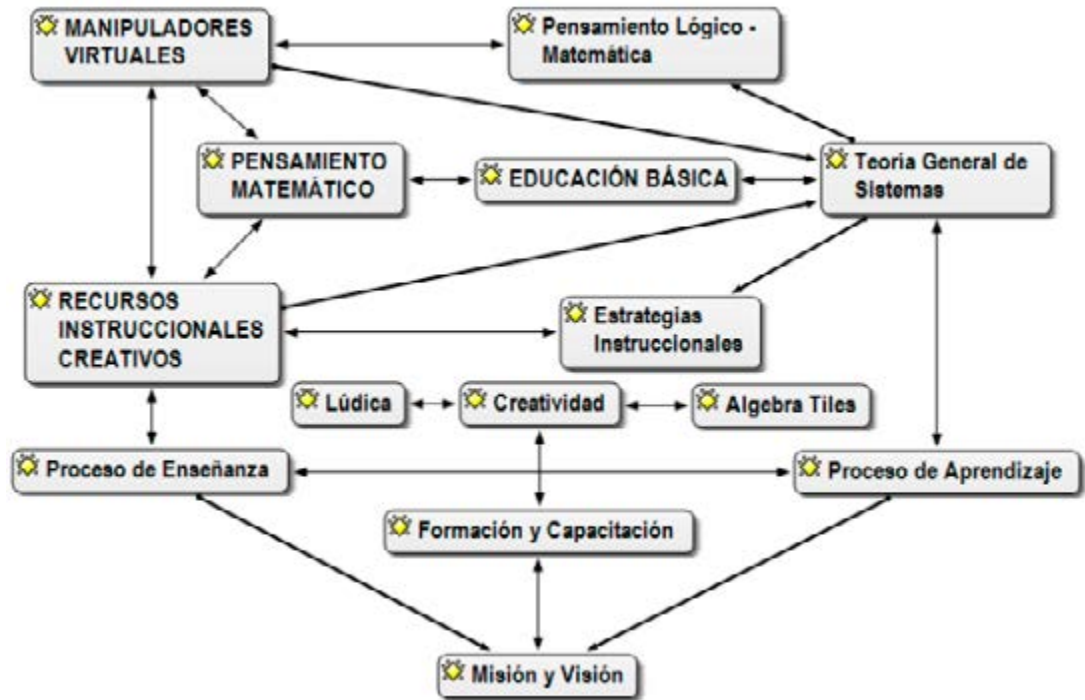 MANIPULADORES
VIRTUALES
Pensamiento Lógico -
Matemática
PENSAMIENTO
MATEMÁTICO
EDUCACIÓN BÁSICA
Teoría General de
Sistemas
RECURSOS
INSTRUCCIONALES
CREATIVOS
Estrategias
Instruccionales
Lúdica
Creatividad
Algebra Tiles
Proceso de Enseñanza
Proceso de Aprendizaje
Formación y Capacitación
Misión y Visión